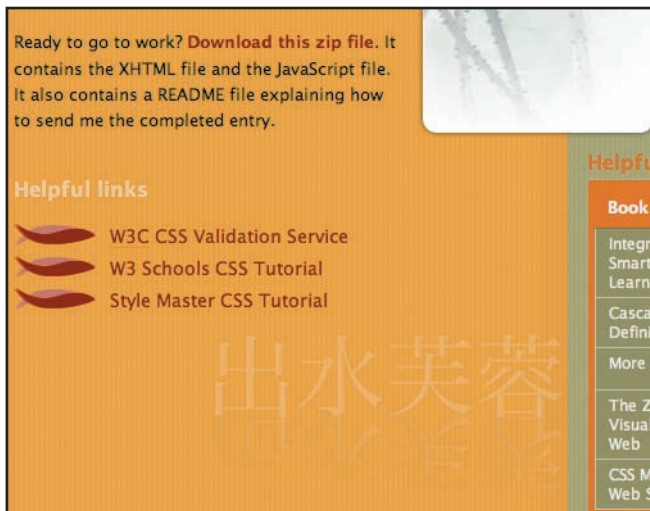 Ready to go to work? Download this zip file. It
contains the XHTML file and the JavaScript file.
It also contains a README file explaining how
to send me the completed entry.
Helpful links
W3C CSS Validation Service
W3 Schools CSS Tutorial
Style Master CSS Tutorial
出水芙蓉
Book
More
The
Web
CSS
Web